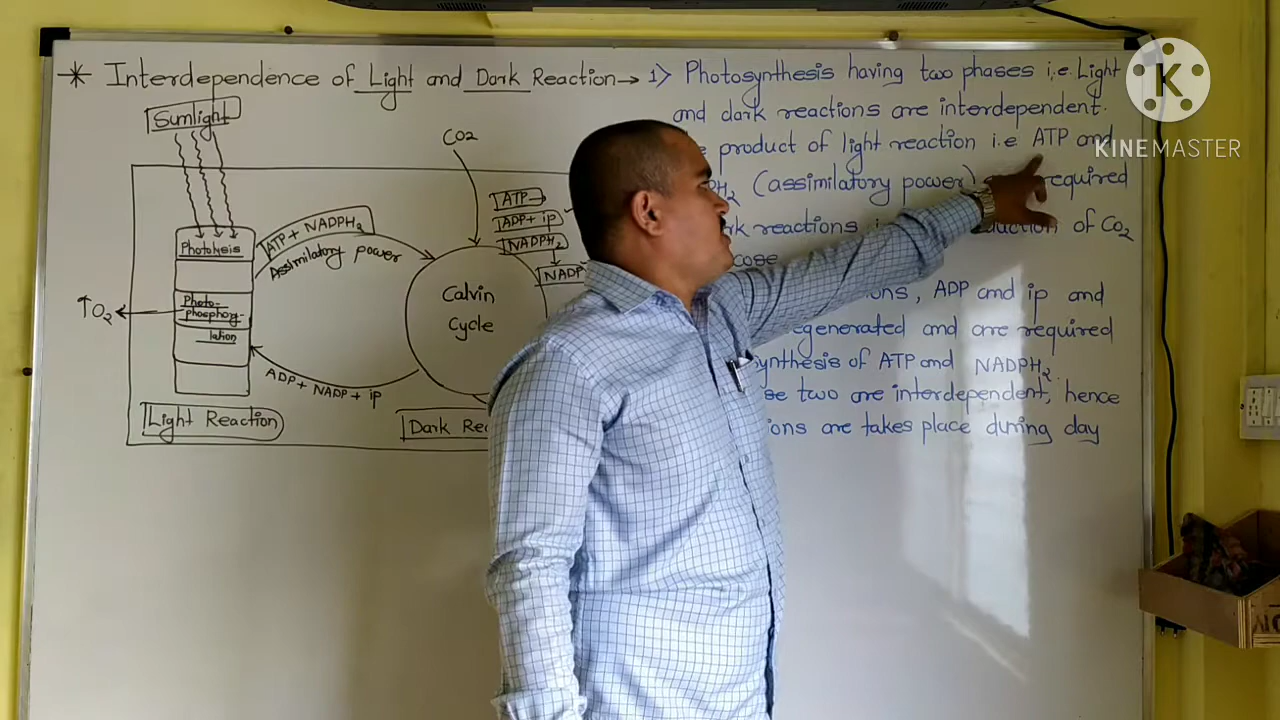 * Interdependence of Light and Dark Reaction → 1) Photosynthesis having two phases i.e. Light
and dark reactions are interdependent.
product of light reaction i.e ATP and
(assimilatory power) required
reactions of CO2
ADP and ip and
regenerated and are required
synthesis of ATP and NADPH2
two are interdependent, hence
are takes place during day
Sumlight
CO2
ATP
ADP + ip
NADPH2
NADP
Photolysis
ATP + NADPH2
Assimilatory power
Photo-
phosphory-
lation
↑O2
Calvin
Cycle
ADP + NADP + ip
Light Reaction
Dark
K
KINEMASTER